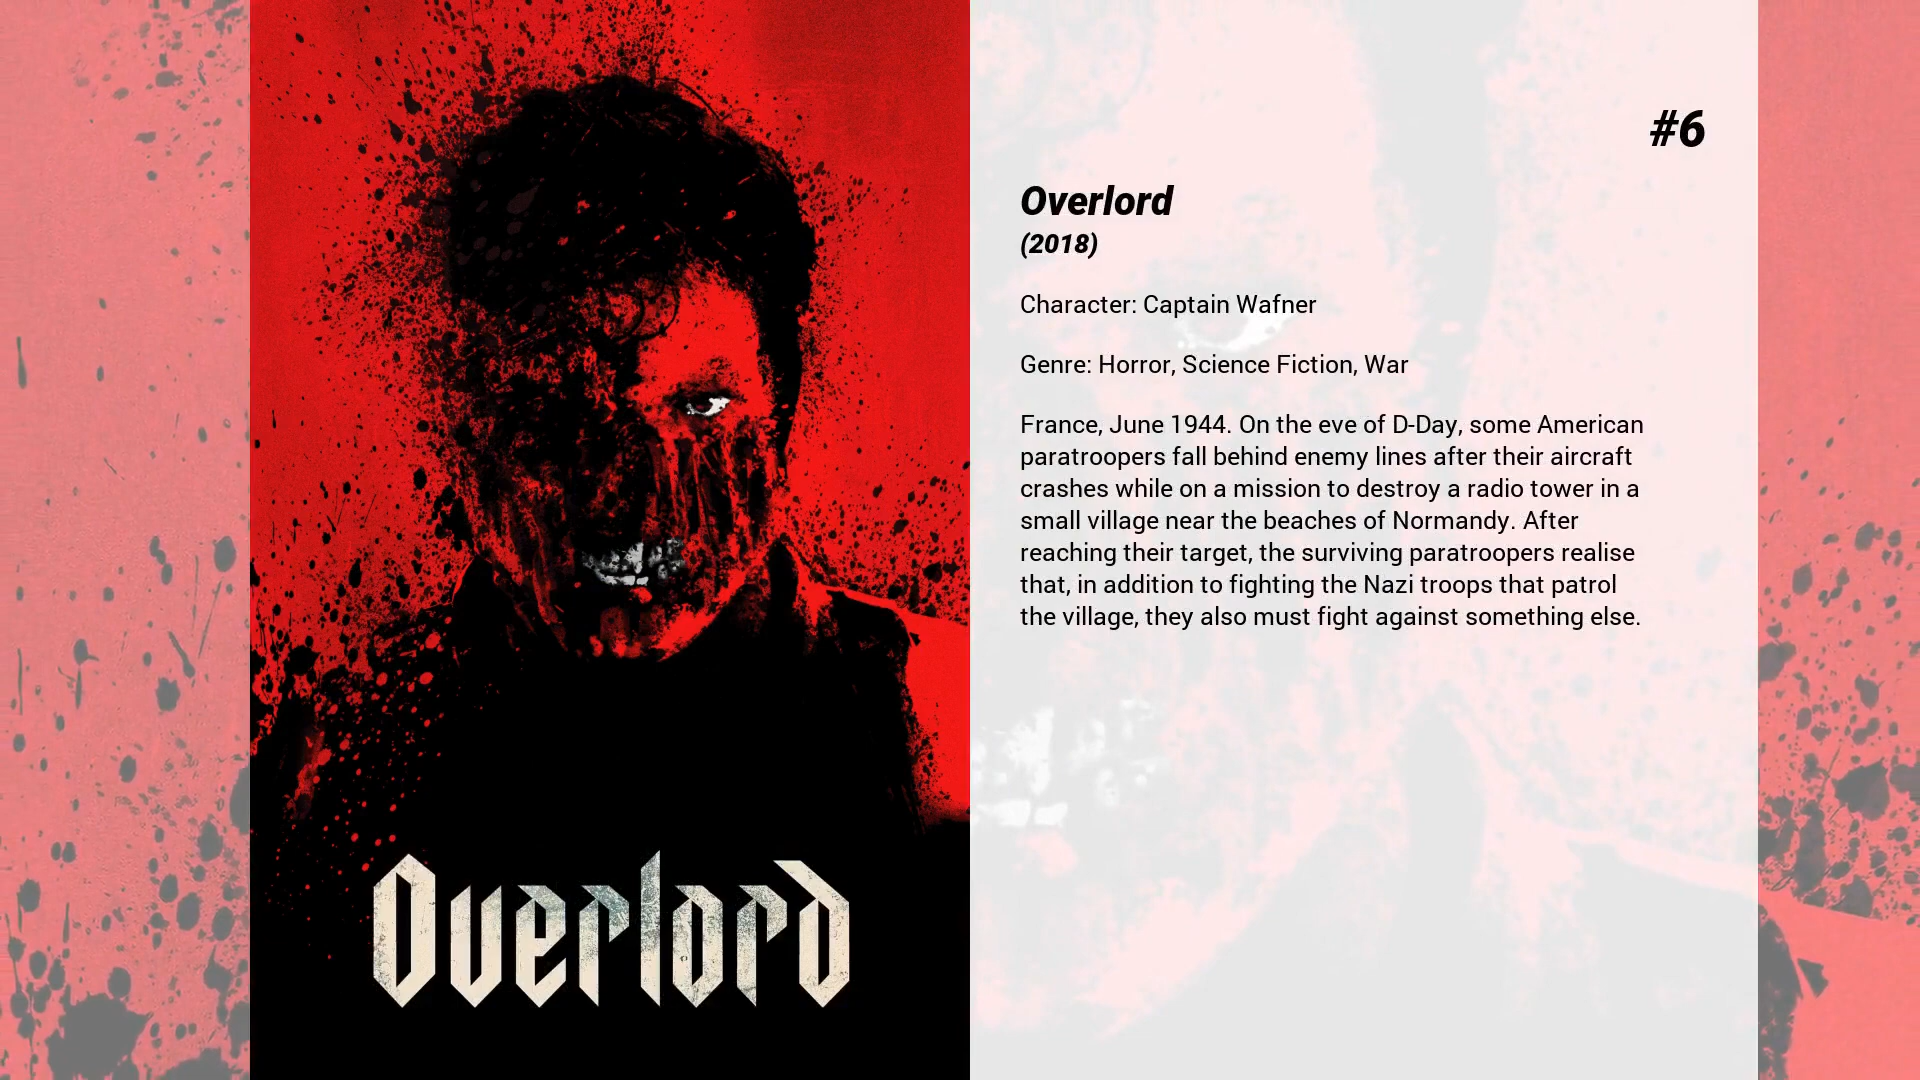 #6
Overlord
(2018)
Character: Captain Wafner
Genre: Horror, Science Fiction, War
France, June 1944. On the eve of D-Day, some American
paratroopers fall behind enemy lines after their aircraft
crashes while on a mission to destroy a radio tower in a
small village near the beaches of Normandy. After
reaching their target, the surviving paratroopers realise
that, in addition to fighting the Nazi troops that patrol
the village, they also must fight against something else.
Overlord